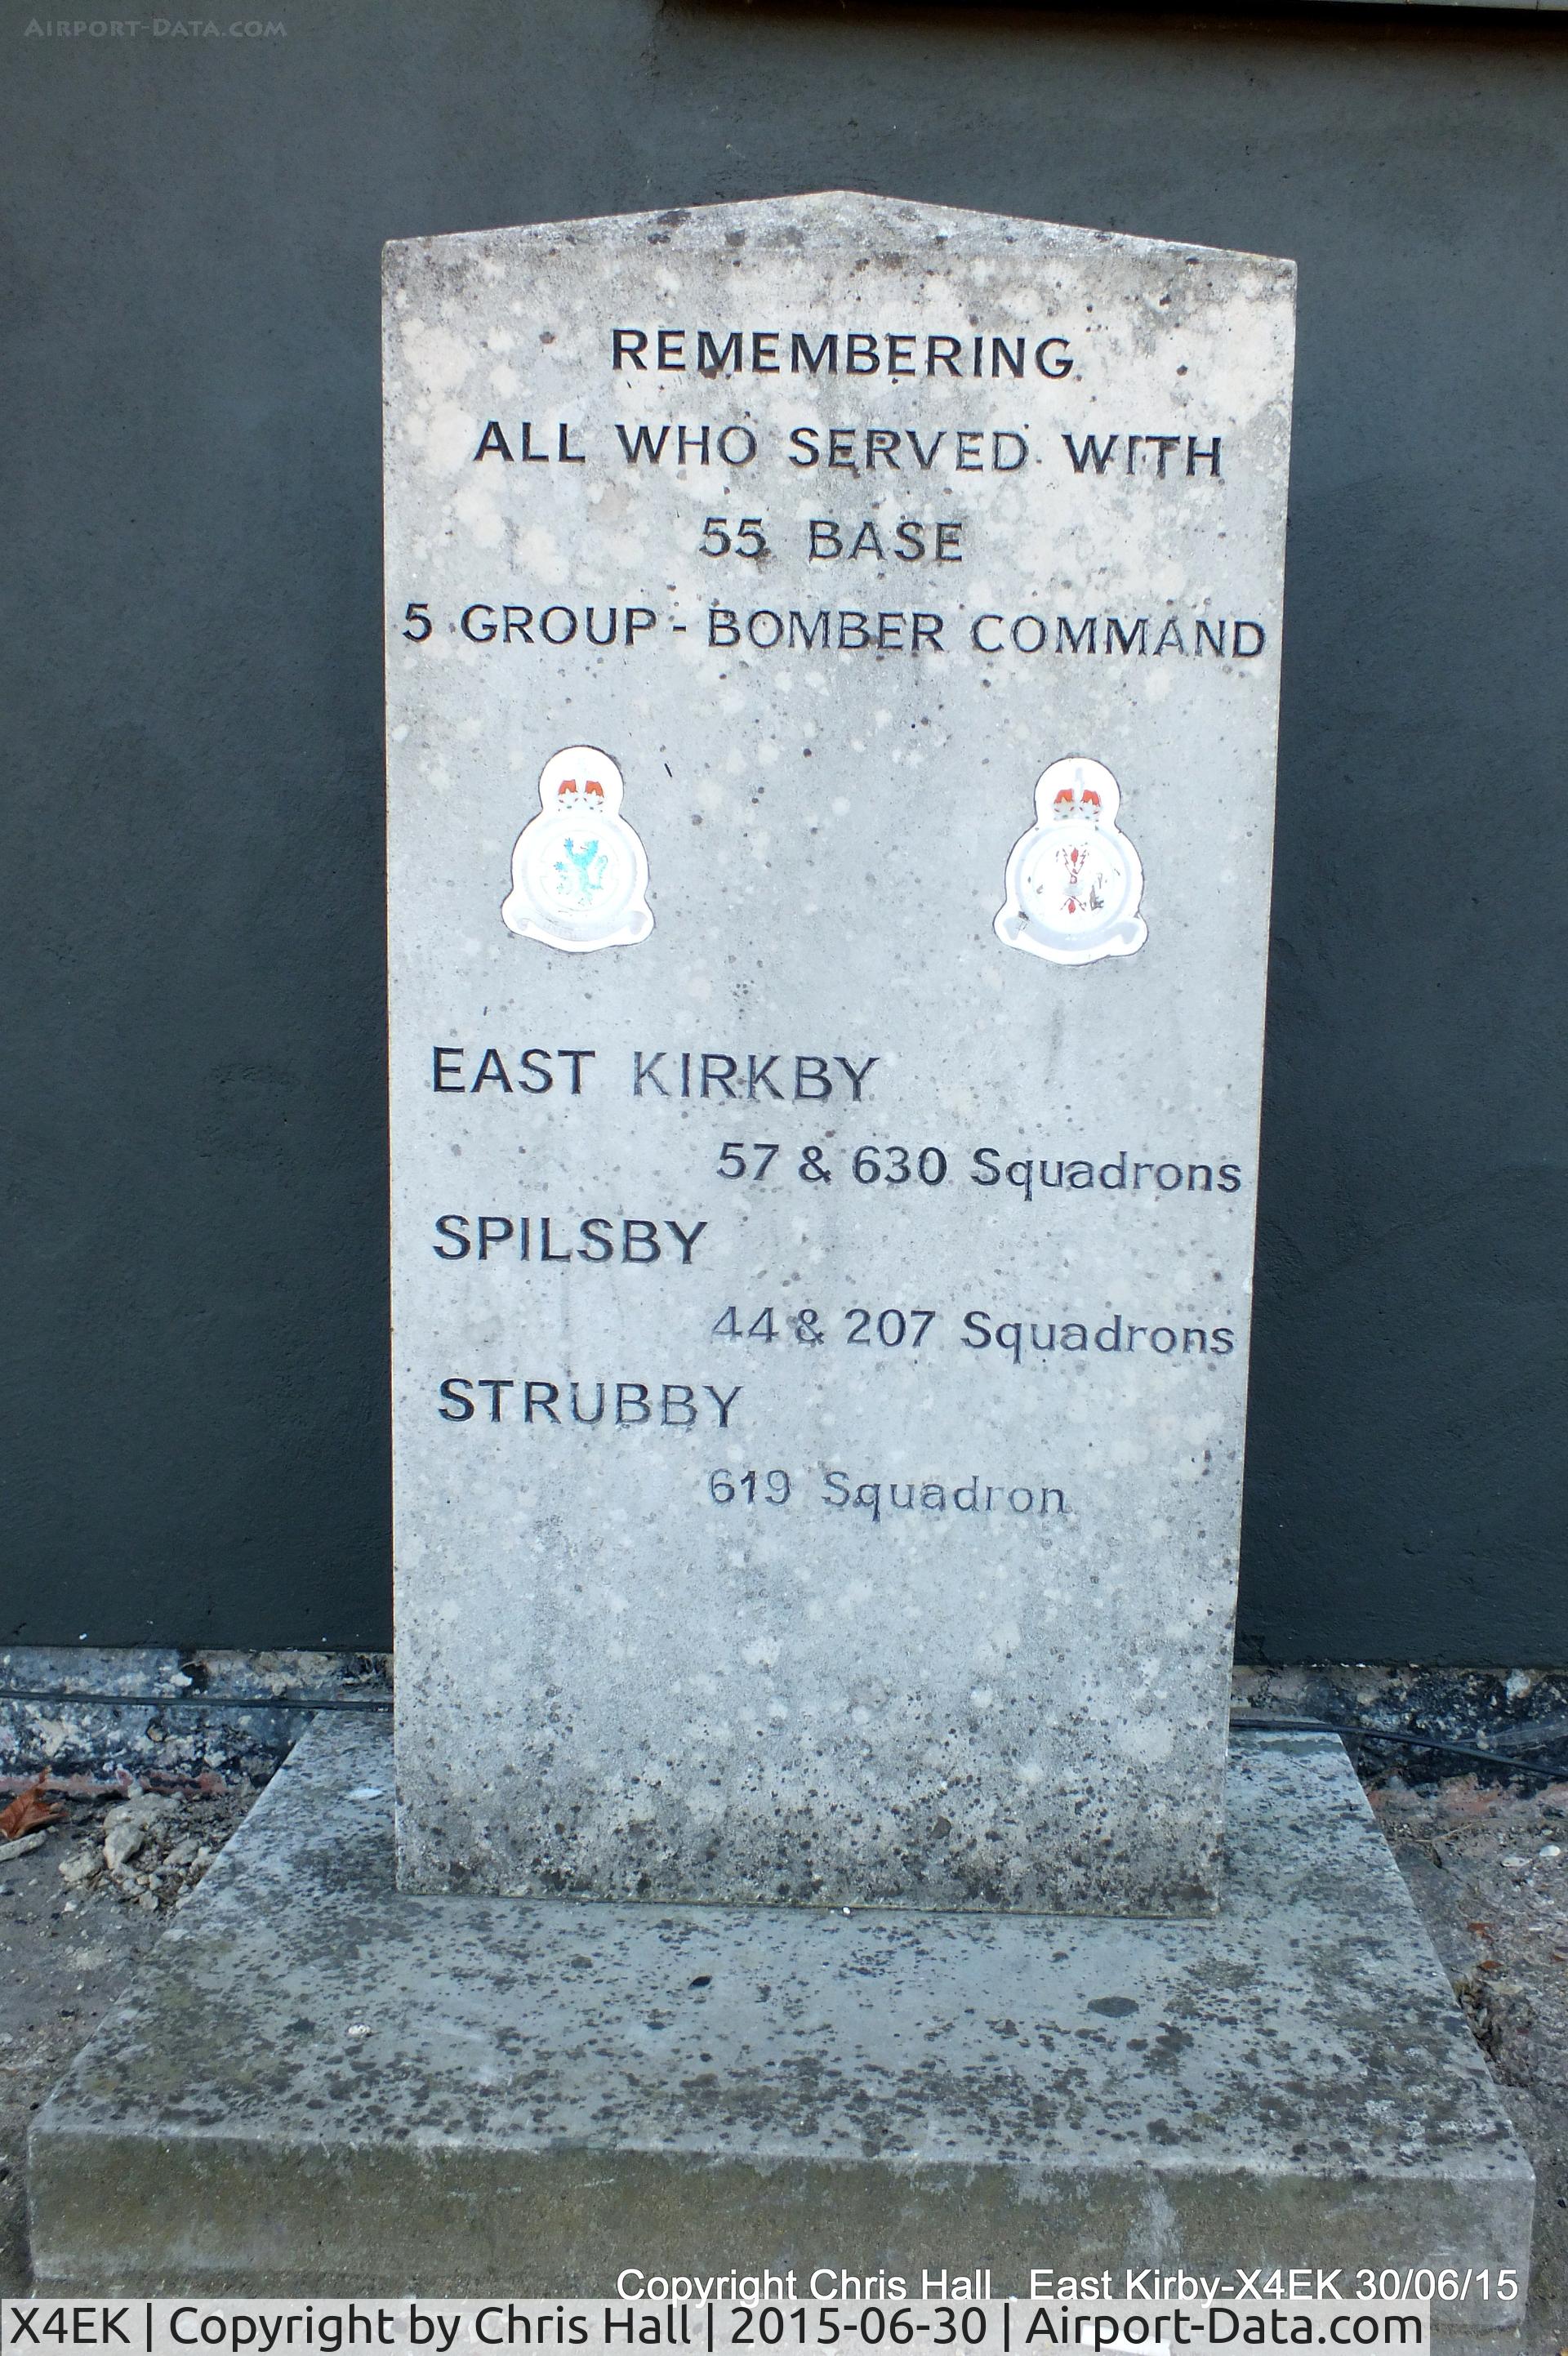 AIRPORT-DATA.COM
REMEMBERING
ALL WHO SERVED WITH
55 BASE
5 GROUP - BOMBER COMMAND
EAST KIRKBY
57 & 630 Squadrons
SPILSBY
44 & 207 Squadrons
STRUBBY
619 Squadron
Copyright Chris Hall , East Kirby-X4EK 30/06/15
X4EK | Copyright by Chris Hall | 2015-06-30 | Airport-Data.com